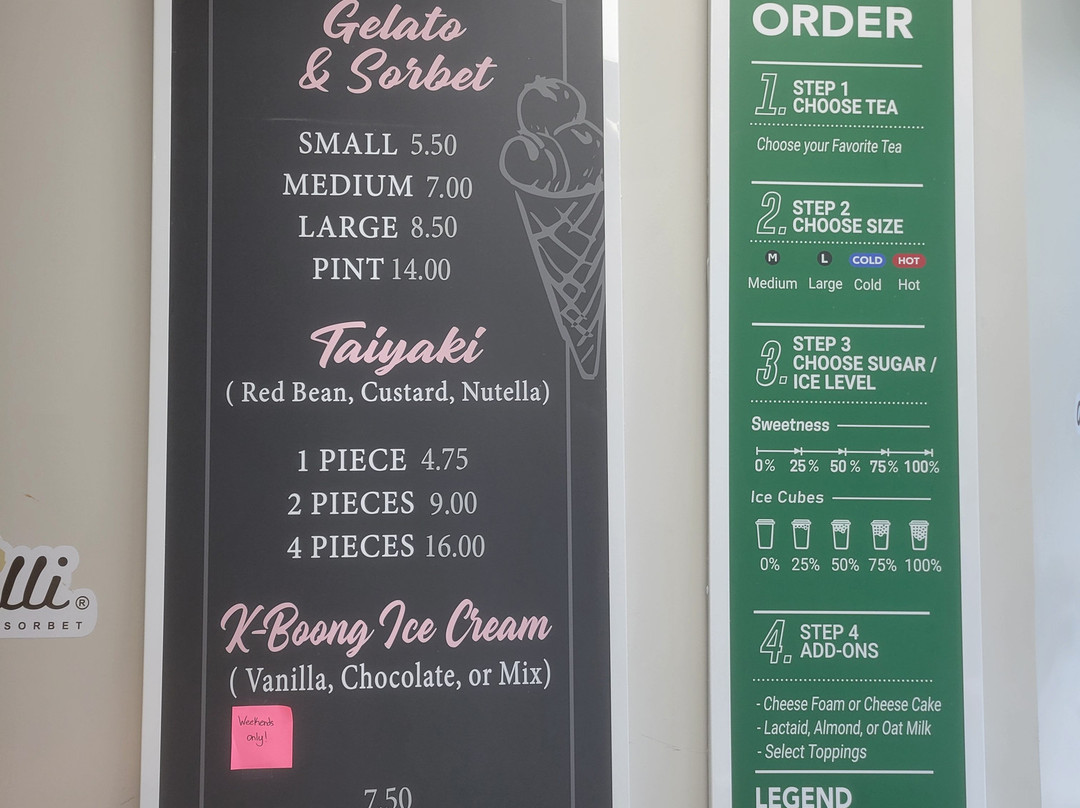 Gelato
& Sorbet
SMALL 5.50
MEDIUM 7.00
LARGE 8.50
PINT 14.00
Taiyaki
( Red Bean, Custard, Nutella)
1 PIECE 4.75
2 PIECES 9.00
4 PIECES 16.00
K-Boong Ice Cream
( Vanilla, Chocolate, or Mix)
Weekends
only!
7.50
ORDER
1. STEP 1
CHOOSE TEA
Choose your Favorite Tea
2. STEP 2
CHOOSE SIZE
M L COLD HOT
Medium Large Cold Hot
3. STEP 3
CHOOSE SUGAR /
ICE LEVEL
Sweetness
0% 25% 50% 75% 100%
Ice Cubes
0% 25% 50% 75% 100%
4. STEP 4
ADD-ONS
- Cheese Foam or Cheese Cake
- Lactaid, Almond, or Oat Milk
- Select Toppings
LEGEND
lli ®
SORBET